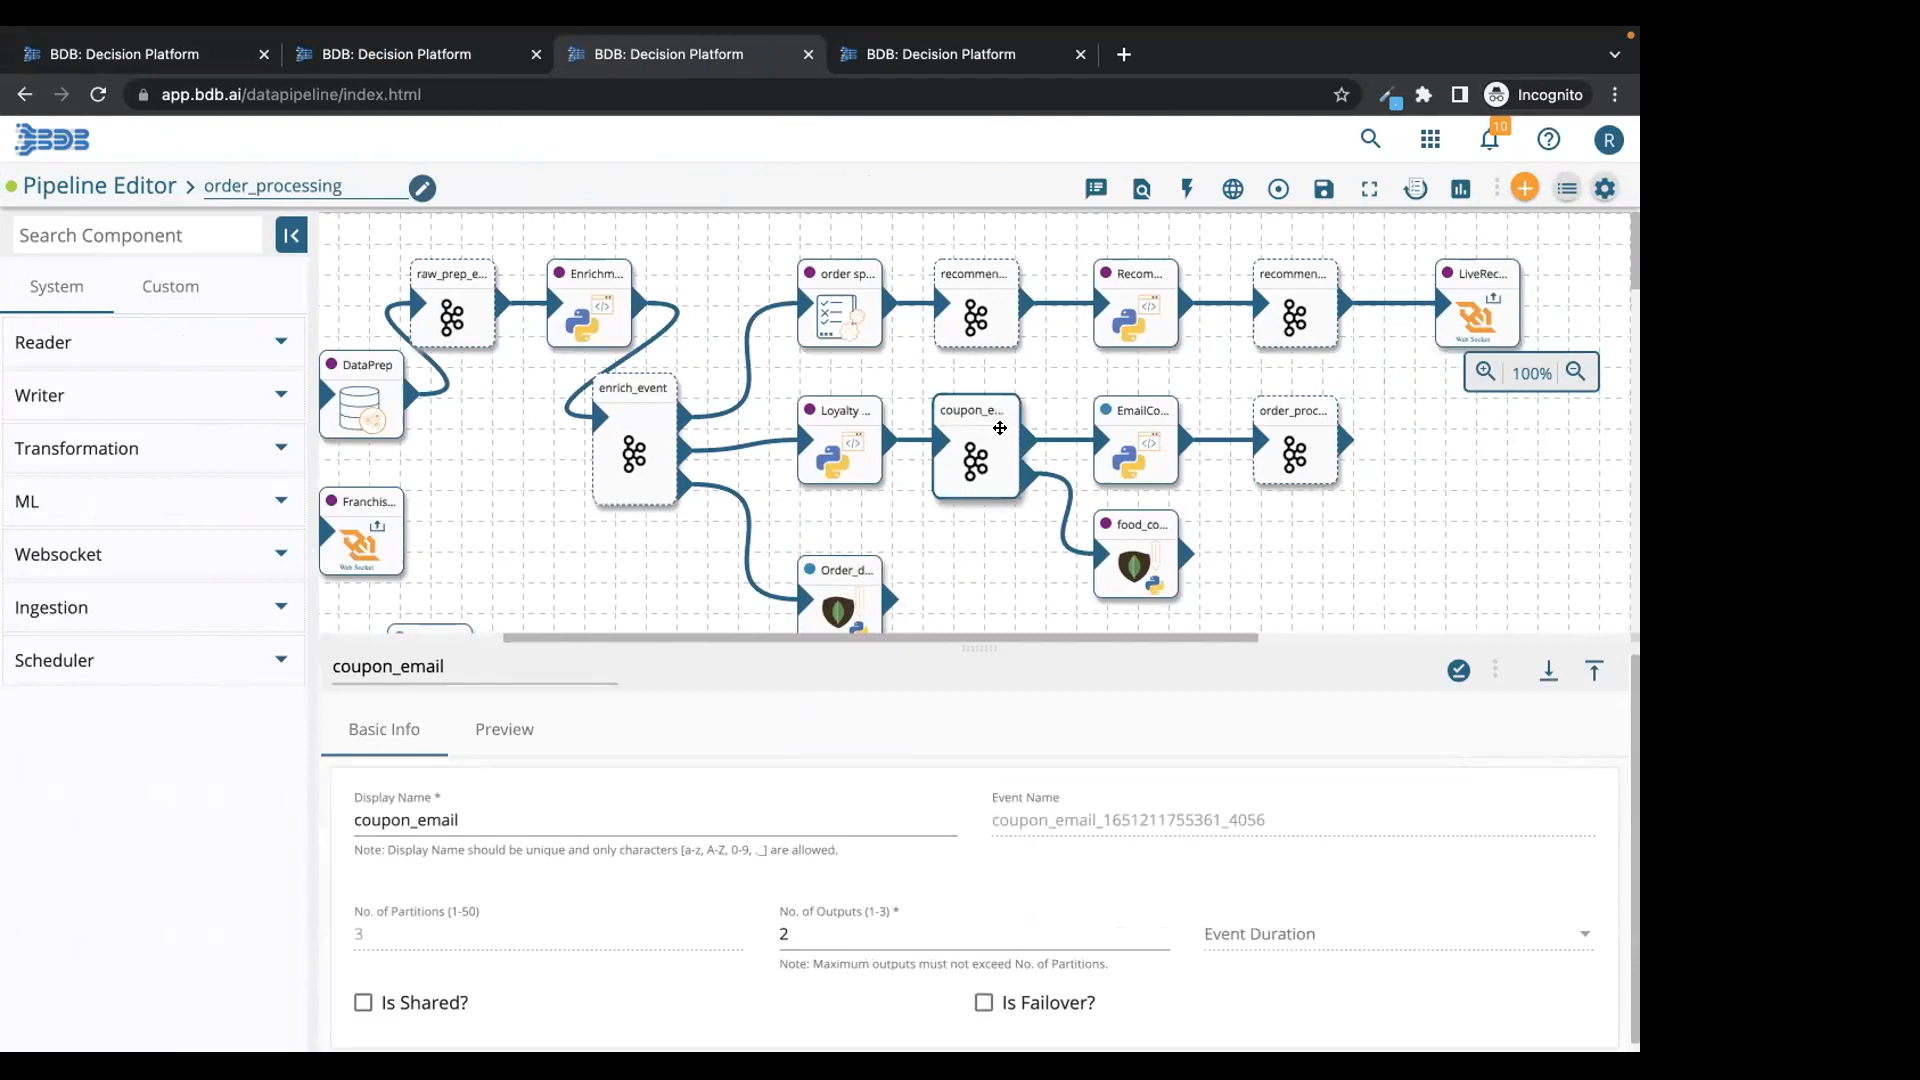 BDB: Decision Platform
BDB: Decision Platform
BDB: Decision Platform
BDB: Decision Platform
app.bdb.ai/datapipeline/index.html
Incognito
BDB
10
R
Pipeline Editor > order_processing
Search Component
System
Custom
Reader
Writer
Transformation
ML
Websocket
Ingestion
Scheduler
raw_prep_e...
Enrichm...
order sp...
recommen...
Recom...
recommen...
LiveRec...
Web Socket
DataPrep
100%
enrich_event
Loyalty ...
coupon_e...
EmailCo...
order_proc...
Franchis...
Web Socket
food_co...
Order_d...
coupon_email
Basic Info
Preview
Display Name *
coupon_email
Note: Display Name should be unique and only characters [a-z, A-Z, 0-9, ._] are allowed.
Event Name
coupon_email_1651211755361_4056
No. of Partitions (1-50)
3
No. of Outputs (1-3) *
2
Note: Maximum outputs must not exceed No. of Partitions.
Event Duration
Is Shared?
Is Failover?